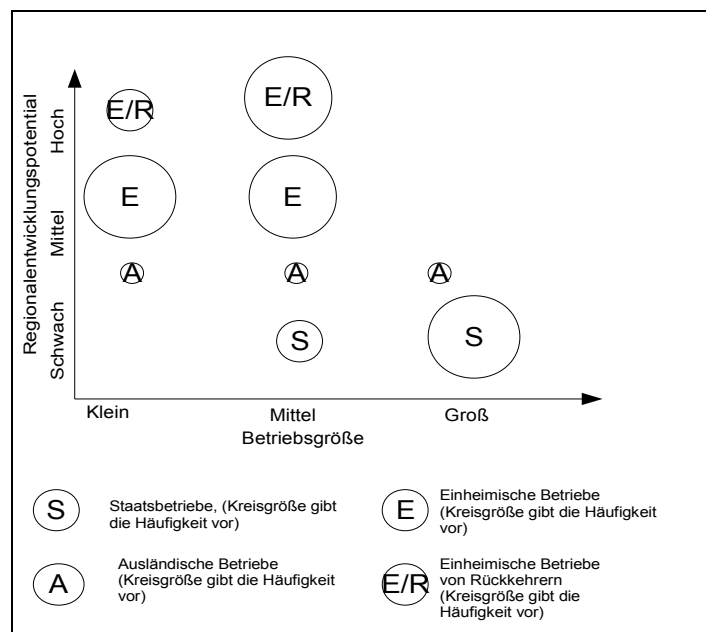 Regionalentwicklungspotential
Hoch
Mittel
Schwach
E/R
E/R
E
E
A
A
A
S
S
Klein
Mittel
Groß
Betriebsgröße
S
Staatsbetriebe, (Kreisgröße gibt
die Häufigkeit vor)
E
Einheimische Betriebe
(Kreisgröße gibt die Häufigkeit
vor)
A
Ausländische Betriebe
(Kreisgröße gibt die Häufigkeit
vor)
E/R
Einheimische Betriebe
von Rückkehrern
(Kreisgröße gibt die
Häufigkeit vor)